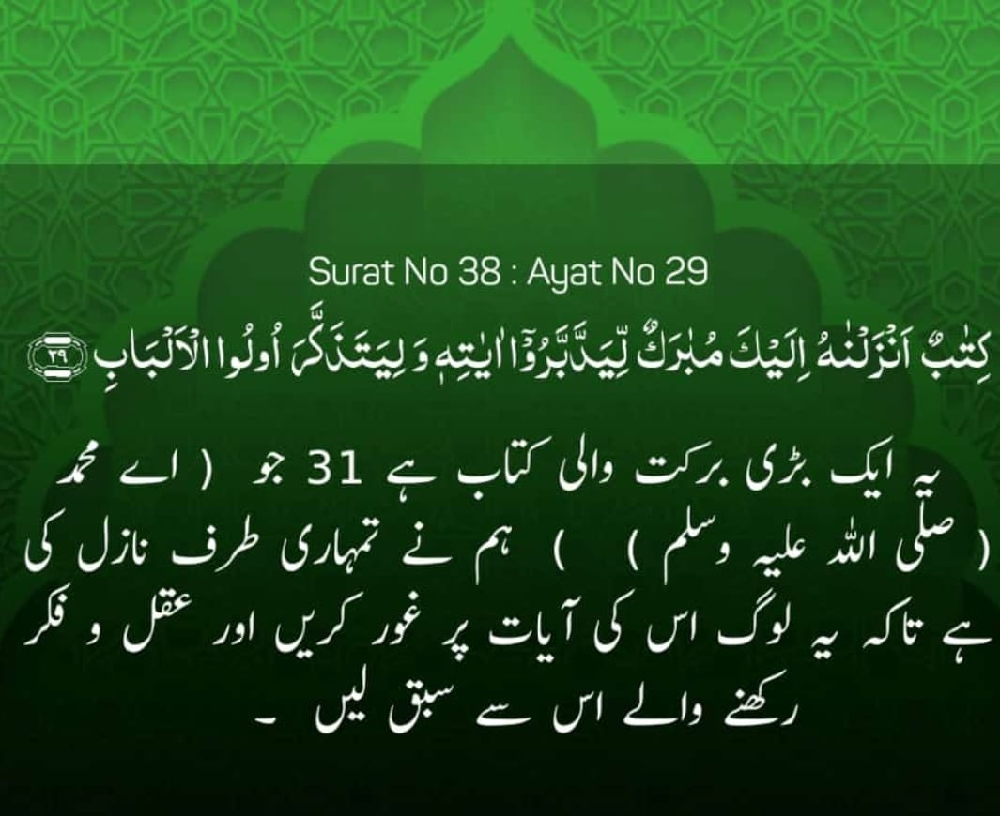 Surat No 38 : Ayat No 29
كِتٰبٌ اَنْزَلْنٰهُ اِلَيْكَ مُبٰرَكٌ لِّيَدَّبَّرُوْۤا اٰيٰتِهٖ وَ لِيَتَذَكَّرَ اُولُوا الْاَلْبَابِ ﴿۲۹﴾
یہ ایک بڑی برکت والی کتاب ہے 31 جو ( اے محمد
( صلی اللہ علیہ وسلم ) ) ہم نے تمہاری طرف نازل کی
ہے تاکہ یہ لوگ اس کی آیات پر غور کریں اور عقل و فکر
رکھنے والے اس سے سبق لیں ۔